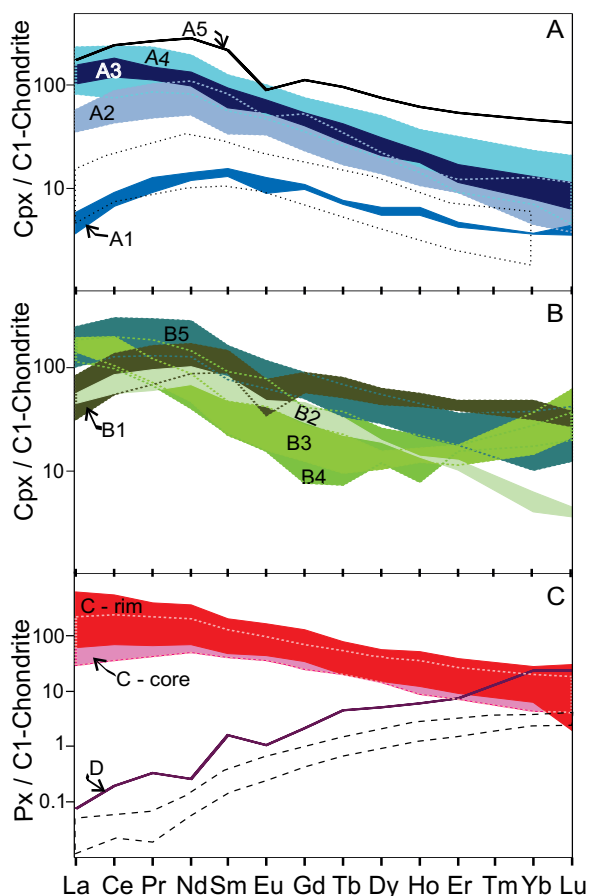 A
A5
A4
A3
A2
A1
100
10
Cpx / C1-Chondrite
B
B5
B2
B1
B3
B4
100
10
Cpx / C1-Chondrite
C
C - rim
C - core
D
100
10
1
0.1
Px / C1-Chondrite
La Ce Pr Nd Sm Eu Gd Tb Dy Ho Er Tm Yb Lu